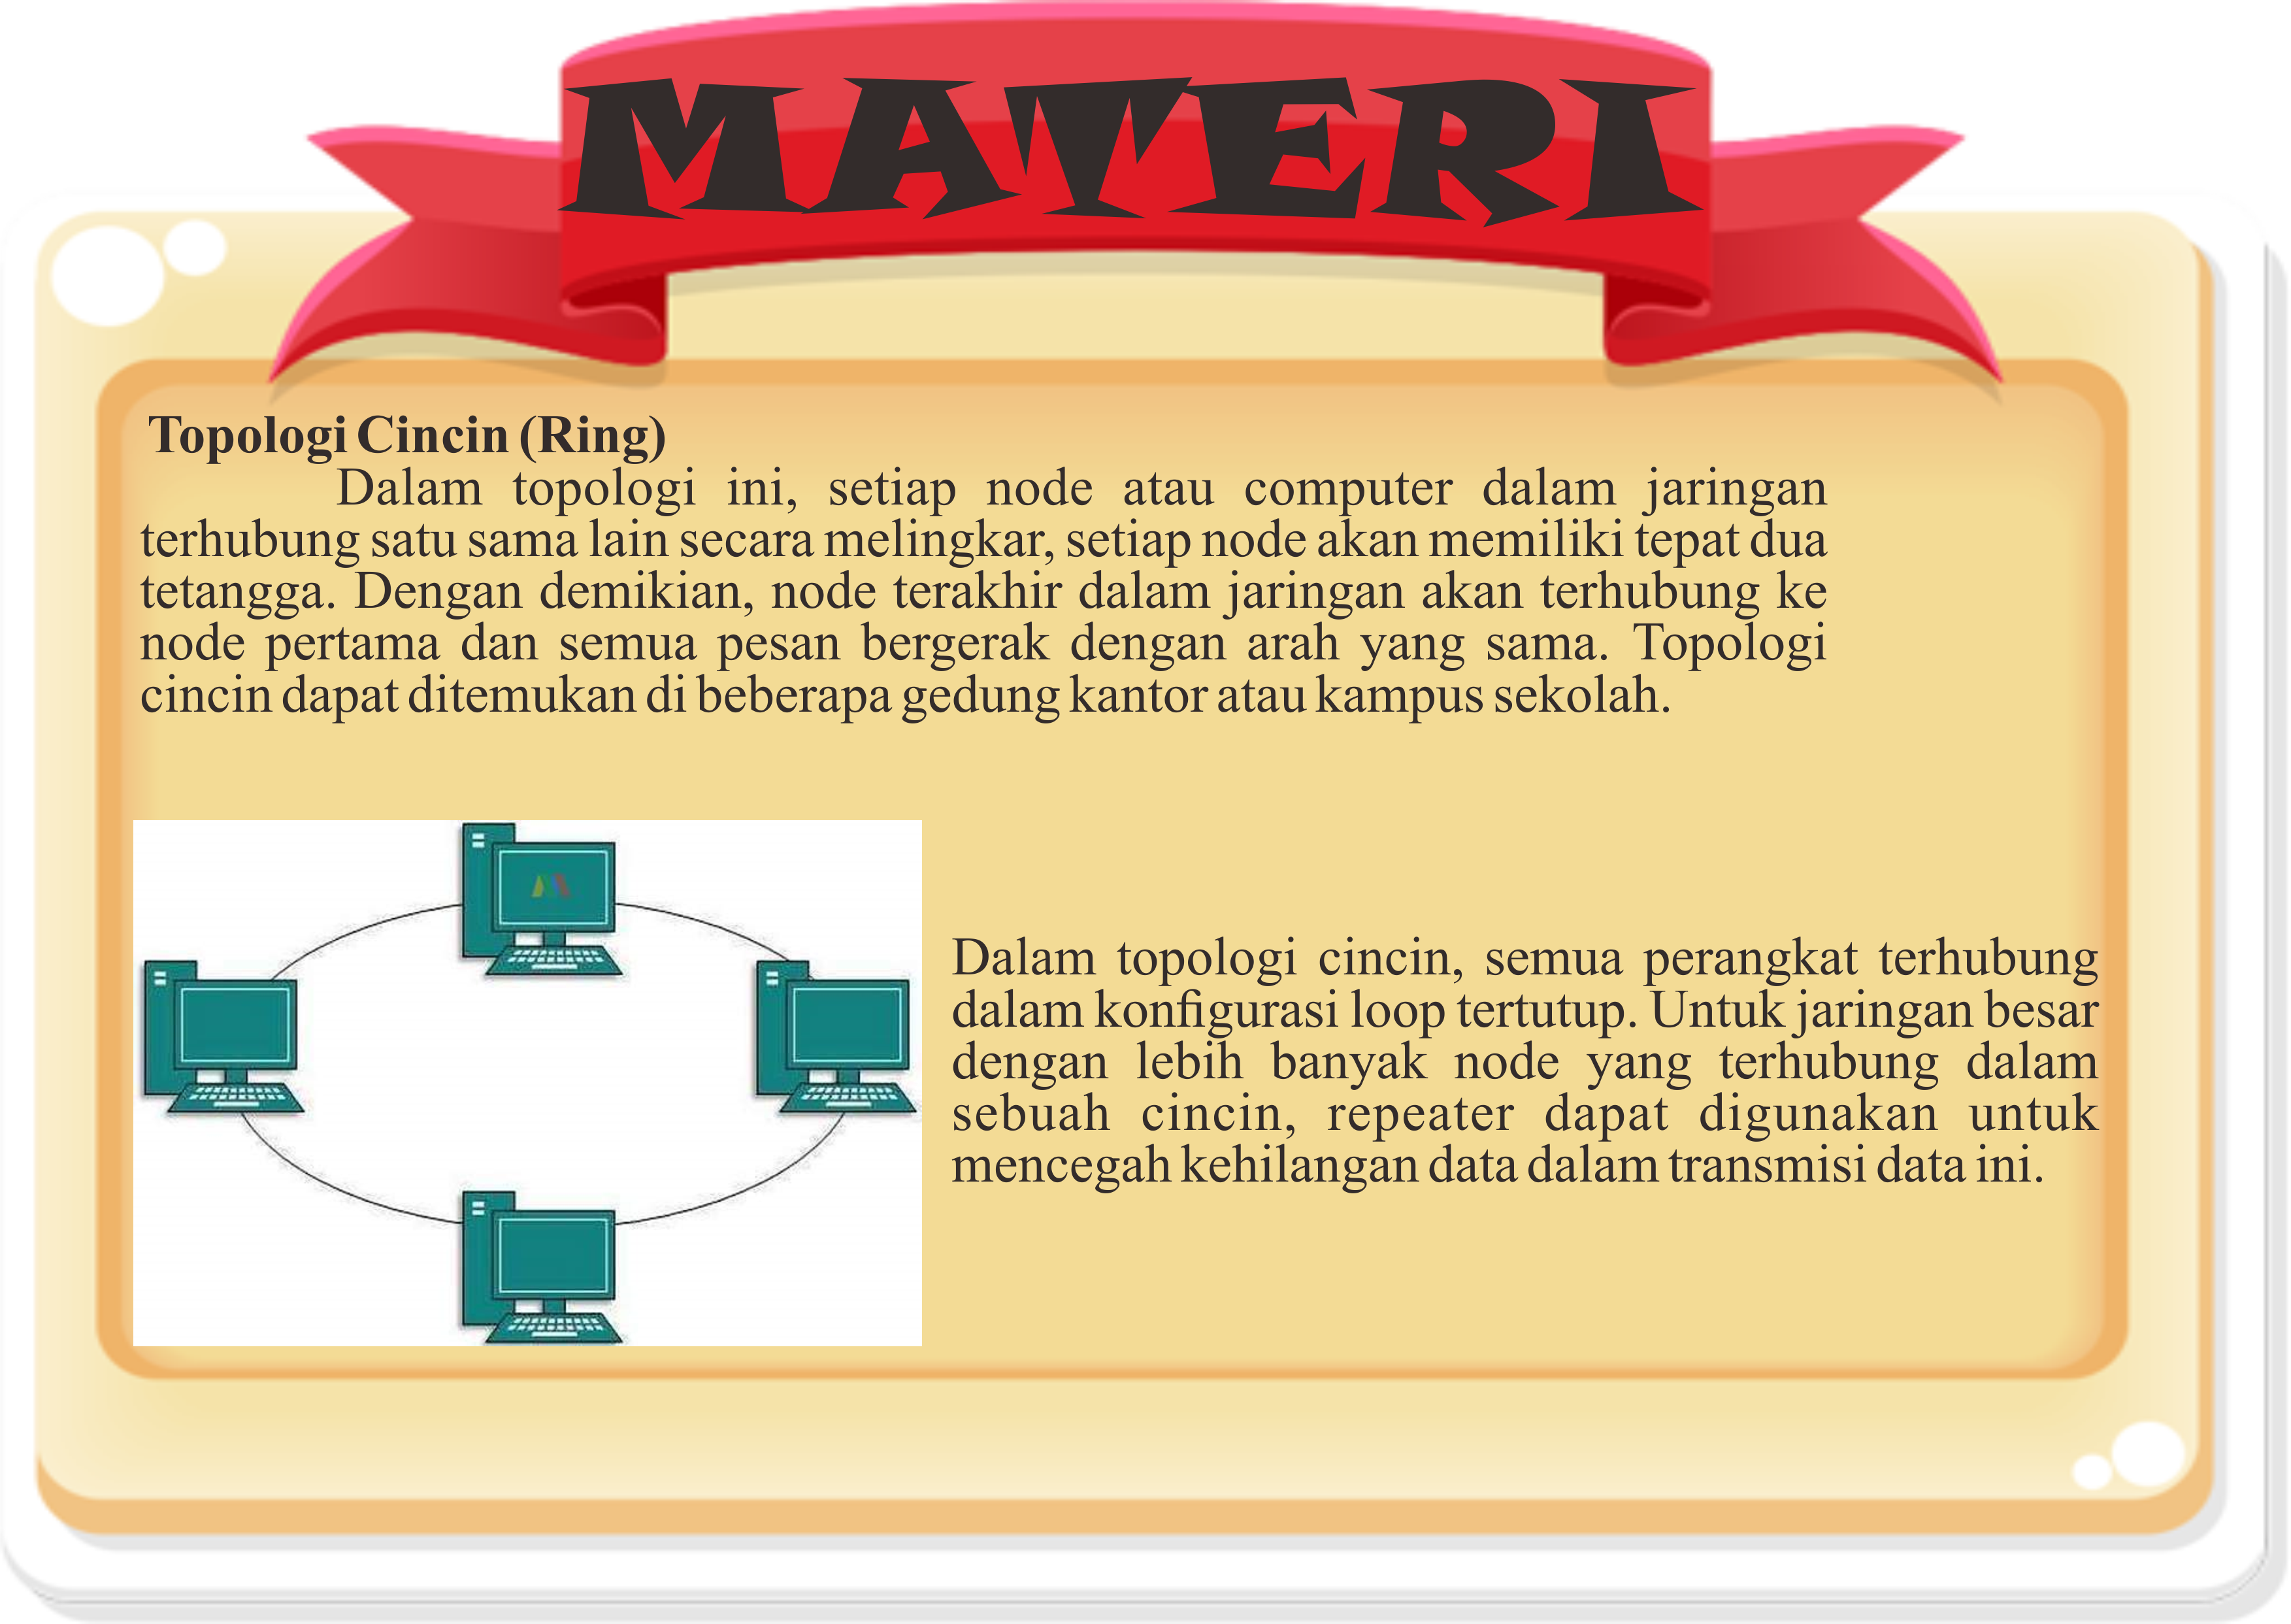 MATERI
Topologi Cincin (Ring)
Dalam topologi ini, setiap node atau computer dalam jaringan
terhubung satu sama lain secara melingkar, setiap node akan memiliki tepat dua
tetangga. Dengan demikian, node terakhir dalam jaringan akan terhubung ke
node pertama dan semua pesan bergerak dengan arah yang sama. Topologi
cincin dapat ditemukan di beberapa gedung kantor atau kampus sekolah.
Dalam topologi cincin, semua perangkat terhubung
dalam konfigurasi loop tertutup. Untuk jaringan besar
dengan lebih banyak node yang terhubung dalam
sebuah cincin, repeater dapat digunakan untuk
mencegah kehilangan data dalam transmisi data ini.